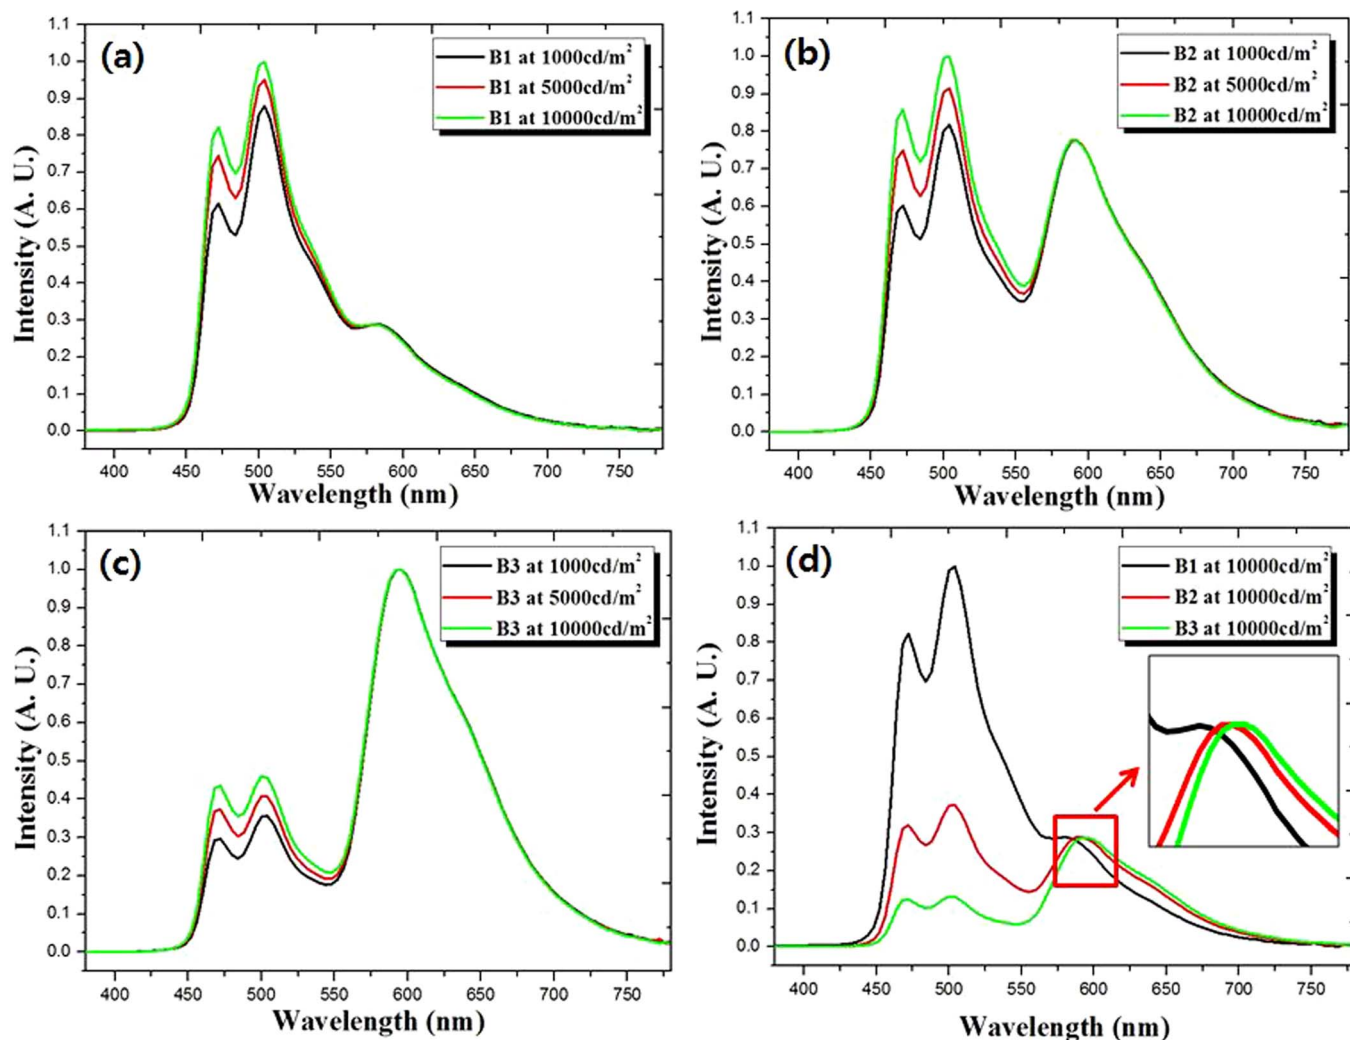 (a)
B1 at 1000cd/m²
B1 at 5000cd/m²
B1 at 10000cd/m²
Intensity (A. U.)
1.1
1.0
0.9
0.8
0.7
0.6
0.5
0.4
0.3
0.2
0.1
0.0
400 450 500 550 600 650 700 750
Wavelength (nm)
(b)
B2 at 1000cd/m²
B2 at 5000cd/m²
B2 at 10000cd/m²
Intensity (A. U.)
1.1
1.0
0.9
0.8
0.7
0.6
0.5
0.4
0.3
0.2
0.1
0.0
400 450 500 550 600 650 700 750
Wavelength (nm)
(c)
B3 at 1000cd/m²
B3 at 5000cd/m²
B3 at 10000cd/m²
Intensity (A. U.)
1.1
1.0
0.9
0.8
0.7
0.6
0.5
0.4
0.3
0.2
0.1
0.0
400 450 500 550 600 650 700 750
Wavelength (nm)
(d)
B1 at 10000cd/m²
B2 at 10000cd/m²
B3 at 10000cd/m²
Intensity (A. U.)
1.1
1.0
0.9
0.8
0.7
0.6
0.5
0.4
0.3
0.2
0.1
0.0
400 450 500 550 600 650 700 750
Wavelength (nm)